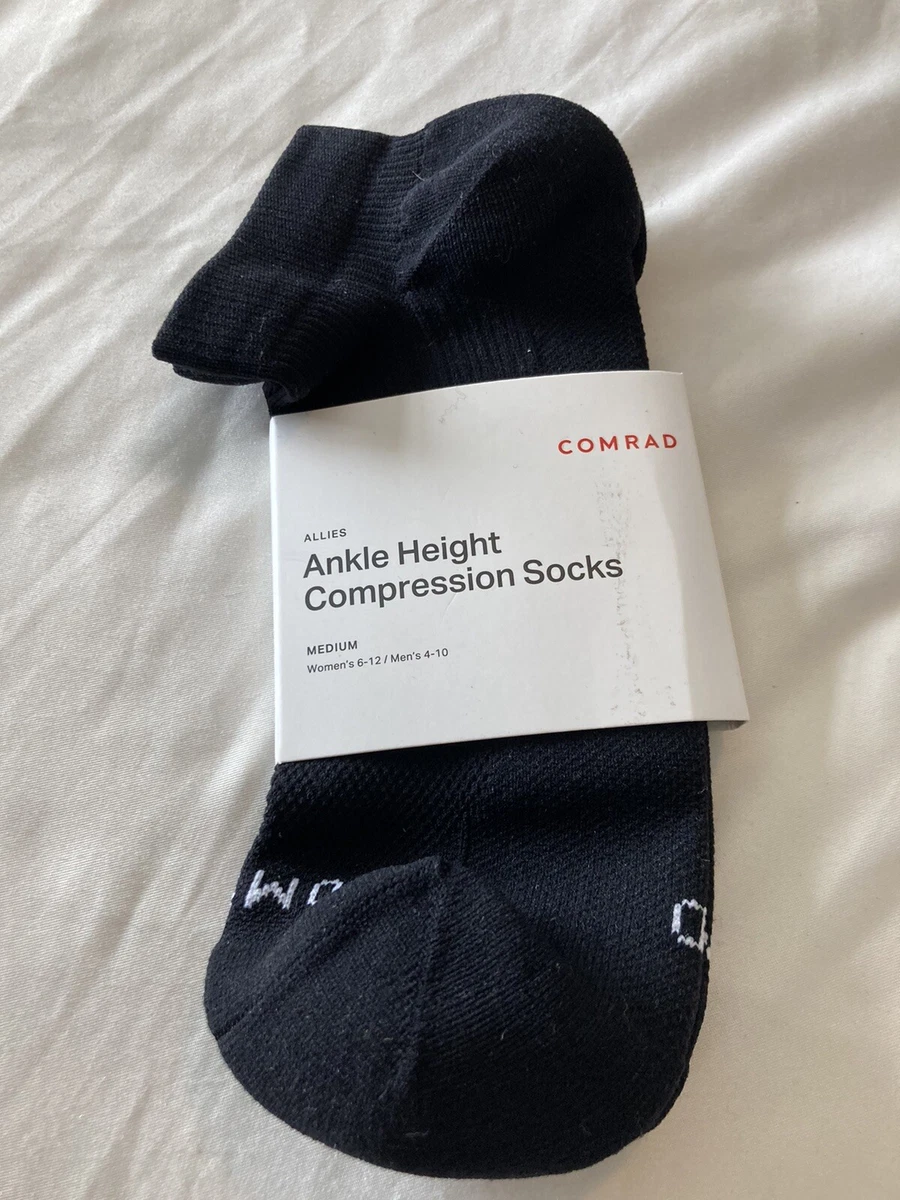 COMRAD
ALLIES
Ankle Height
Compression Socks
MEDIUM
Women's 6-12 / Men's 4-10